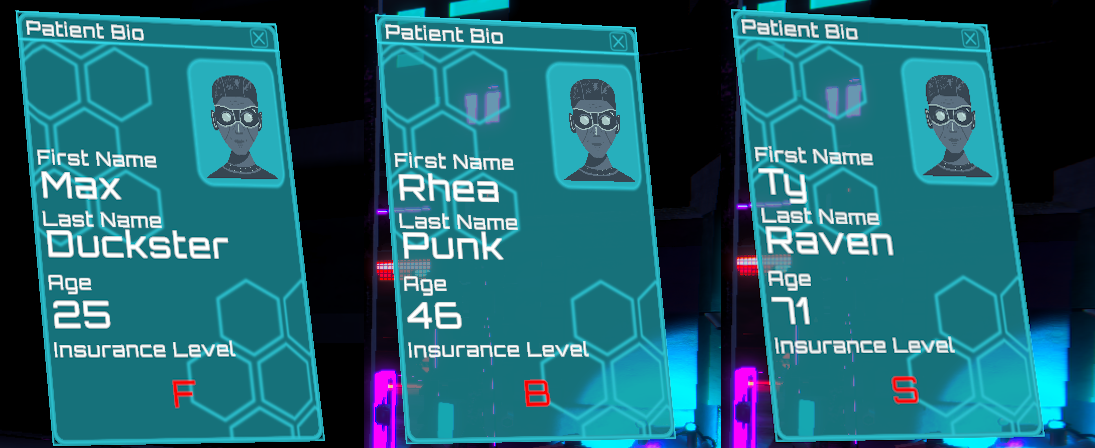 Patient Bio
First Name
Max
Last Name
Duckster
Age
25
Insurance Level
F
Patient Bio
First Name
Rhea
Last Name
Punk
Age
46
Insurance Level
B
Patient Bio
First Name
Ty
Last Name
Raven
Age
71
Insurance Level
S